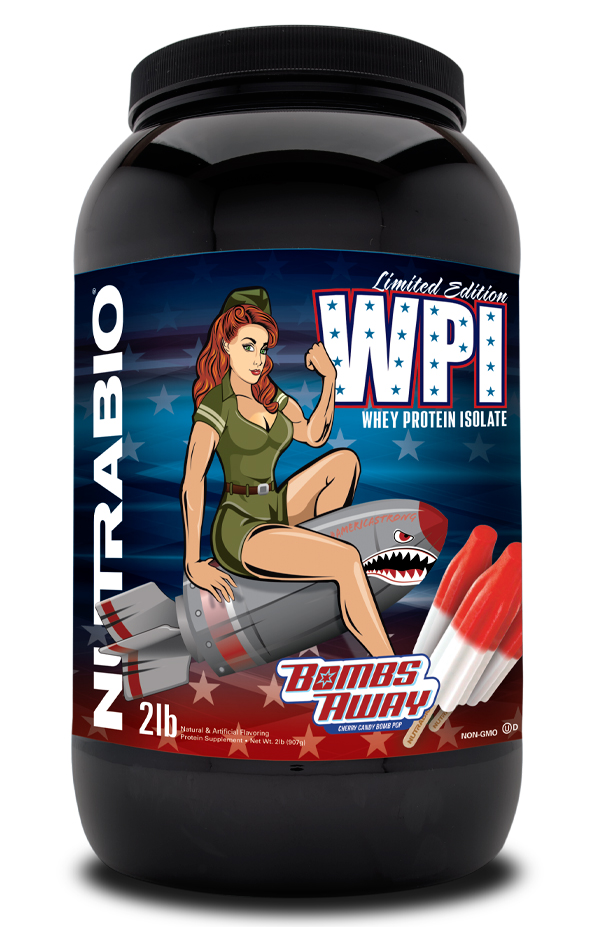 NUTRABIO®
Limited Edition
WPI
WHEY PROTEIN ISOLATE
#AMERICASTRONG
BOMBS
AWAY
CHERRY CANDY BOMB POP
2lb
Natural & Artificial Flavoring
Protein Supplement • Net Wt. 2lb (907g)
NON-GMO
U D